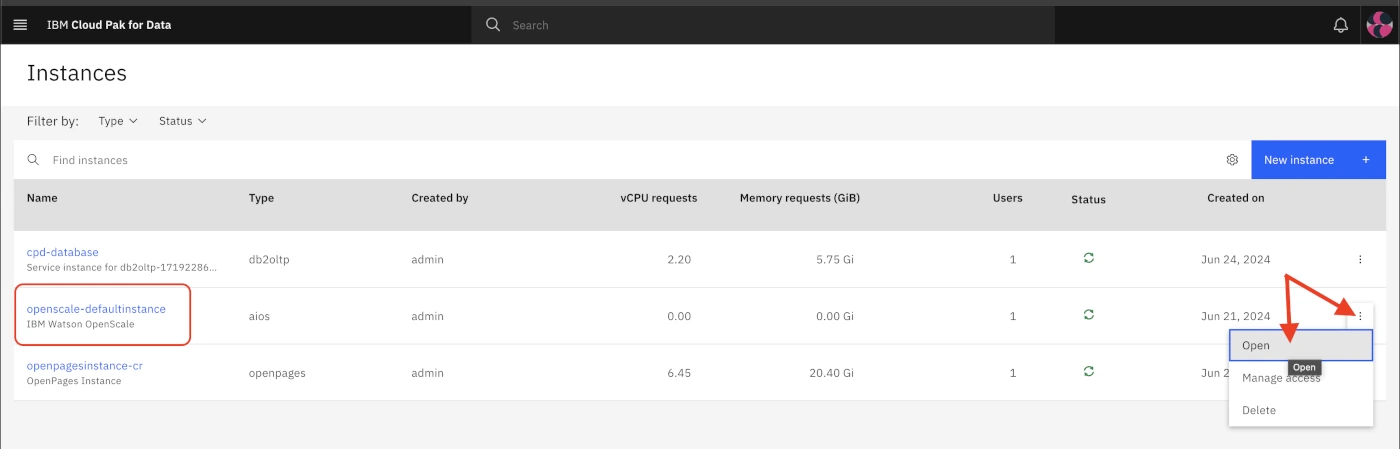 IBM Cloud Pak for Data
Search
Instances
Filter by: Type Status
Find instances
New instance +
Name Type Created by vCPU requests Memory requests (GiB) Users Status Created on
cpd-database
Service instance for db2oltp-17192286...
db2oltp admin 2.20 5.75 Gi 1 Jun 24, 2024
openscale-defaultinstance
IBM Watson OpenScale
aios admin 0.00 0.00 Gi 1 Jun 21, 2024
openpagesinstance-cr
OpenPages Instance
openpages admin 6.45 20.40 Gi 1 Jun 2
Open
Open
Manage access
Delete